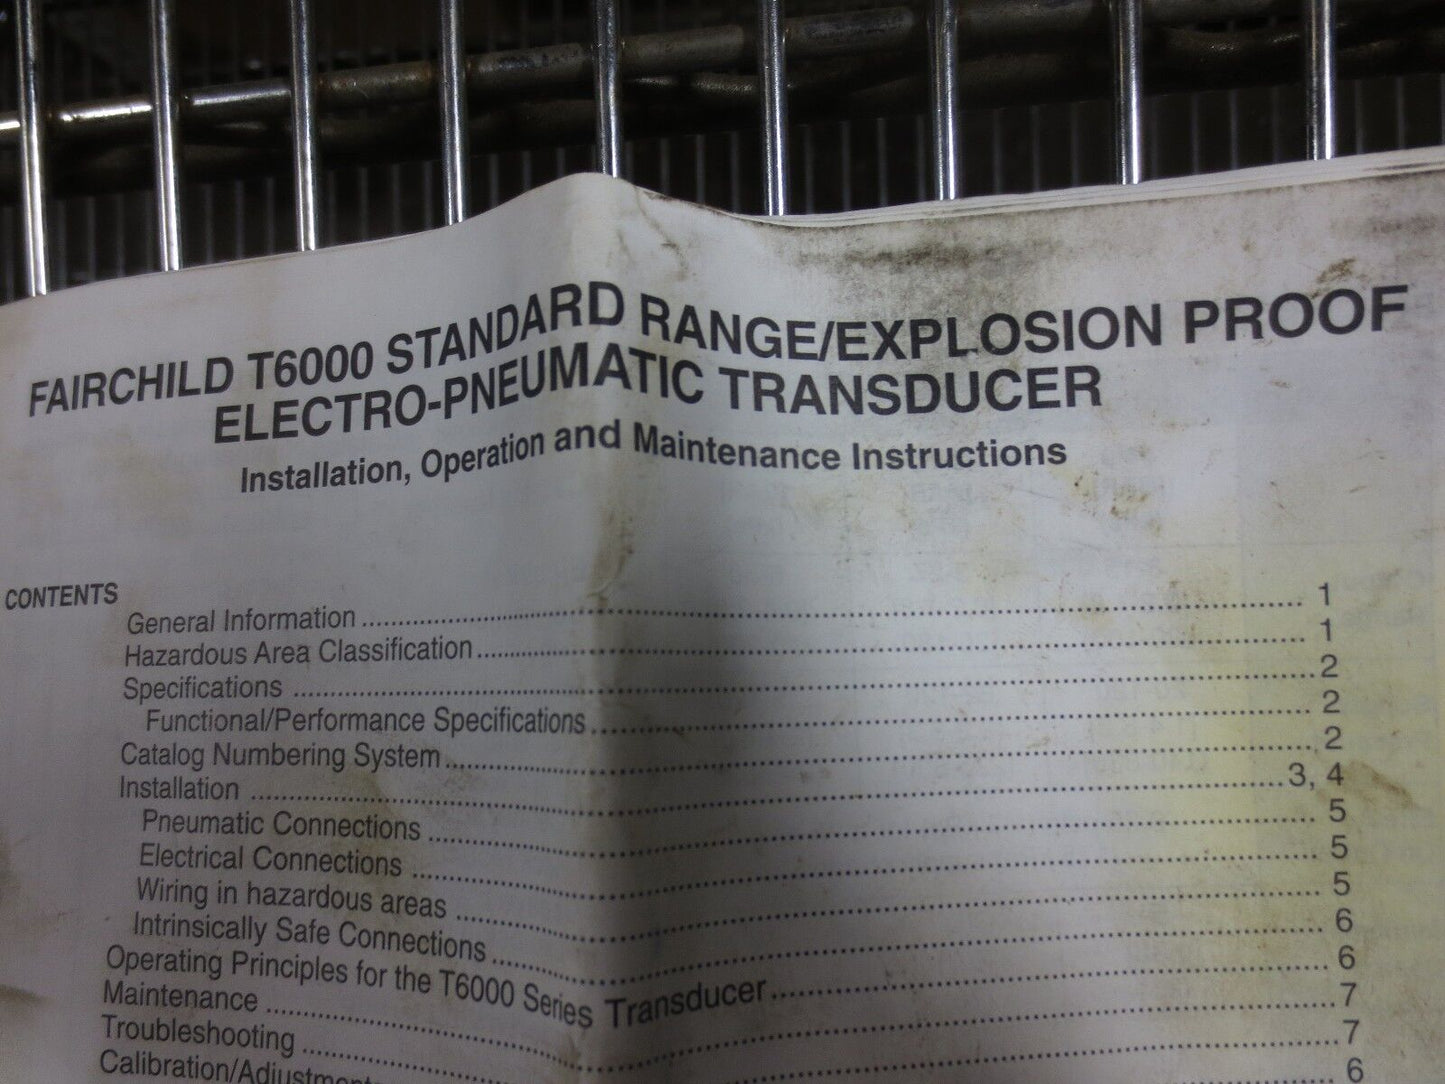 FAIRCHILD T6000 STANDARD RANGE/EXPLOSION PROOF
ELECTRO-PNEUMATIC TRANSDUCER
Installation, Operation and Maintenance Instructions
CONTENTS
General Information ........ 1
Hazardous Area Classification ........ 1
Specifications ........ 2
Functional/Performance Specifications ........ 2
Catalog Numbering System ........ 2
Installation ........ 3, 4
Pneumatic Connections ........ 5
Electrical Connections ........ 5
Wiring in hazardous areas ........ 5
Intrinsically Safe Connections ........ 6
Operating Principles for the T6000 Series Transducer ........ 6
Maintenance ........ 7
Troubleshooting ........ 7
Calibration/Adjustment 6